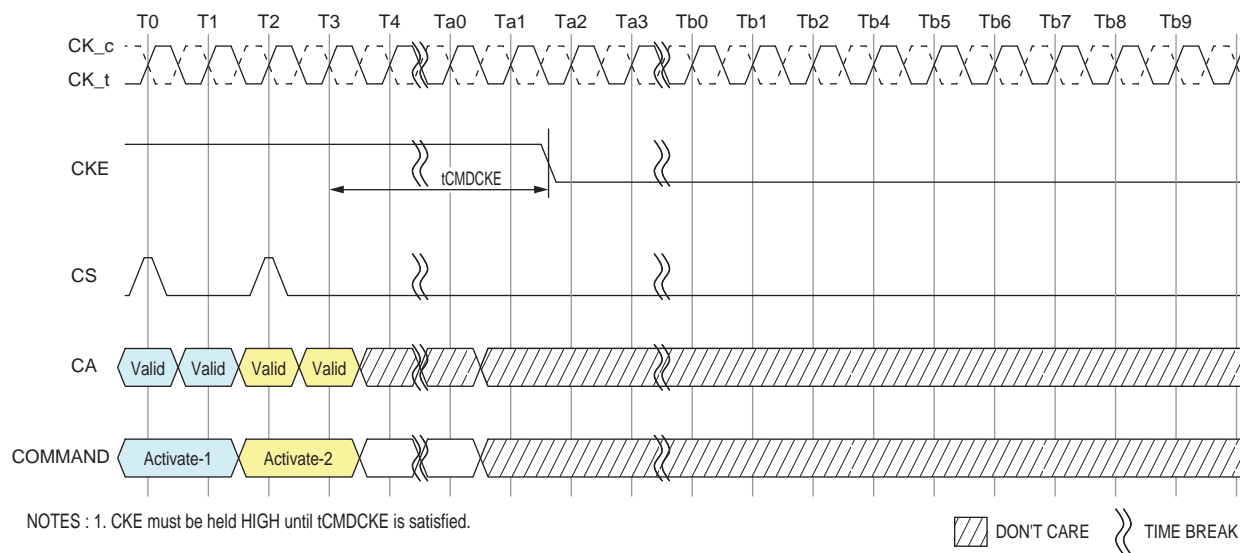 T0 T1 T2 T3 T4 Ta0 Ta1 Ta2 Ta3 Tb0 Tb1 Tb2 Tb4 Tb5 Tb6 Tb7 Tb8 Tb9
CK_c
CK_t
CKE
tCMDCKE
CS
CA Valid Valid Valid Valid
COMMAND Activate-1 Activate-2
NOTES : 1. CKE must be held HIGH until tCMDCKE is satisfied.
DON'T CARE TIME BREAK